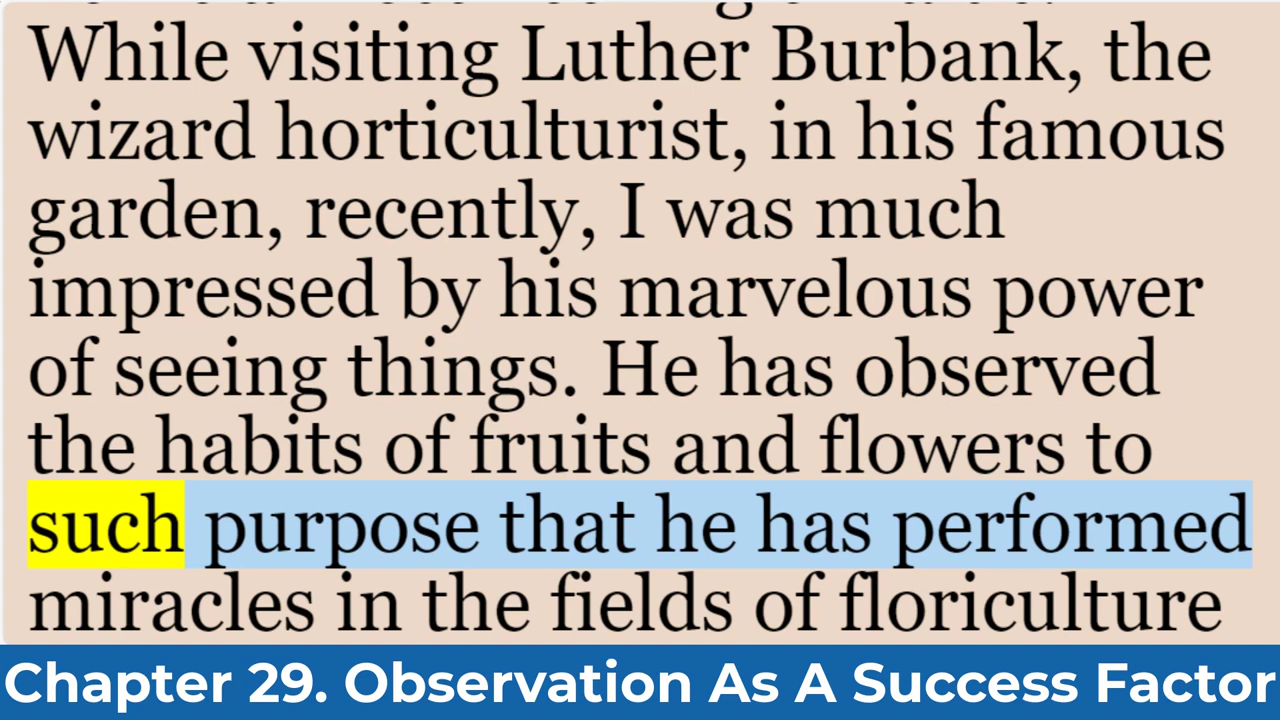 While visiting Luther Burbank, the
wizard horticulturist, in his famous
garden, recently, I was much
impressed by his marvelous power
of seeing things. He has observed
the habits of fruits and flowers to
such purpose that he has performed
miracles in the fields of floriculture
Chapter 29. Observation As A Success Factor